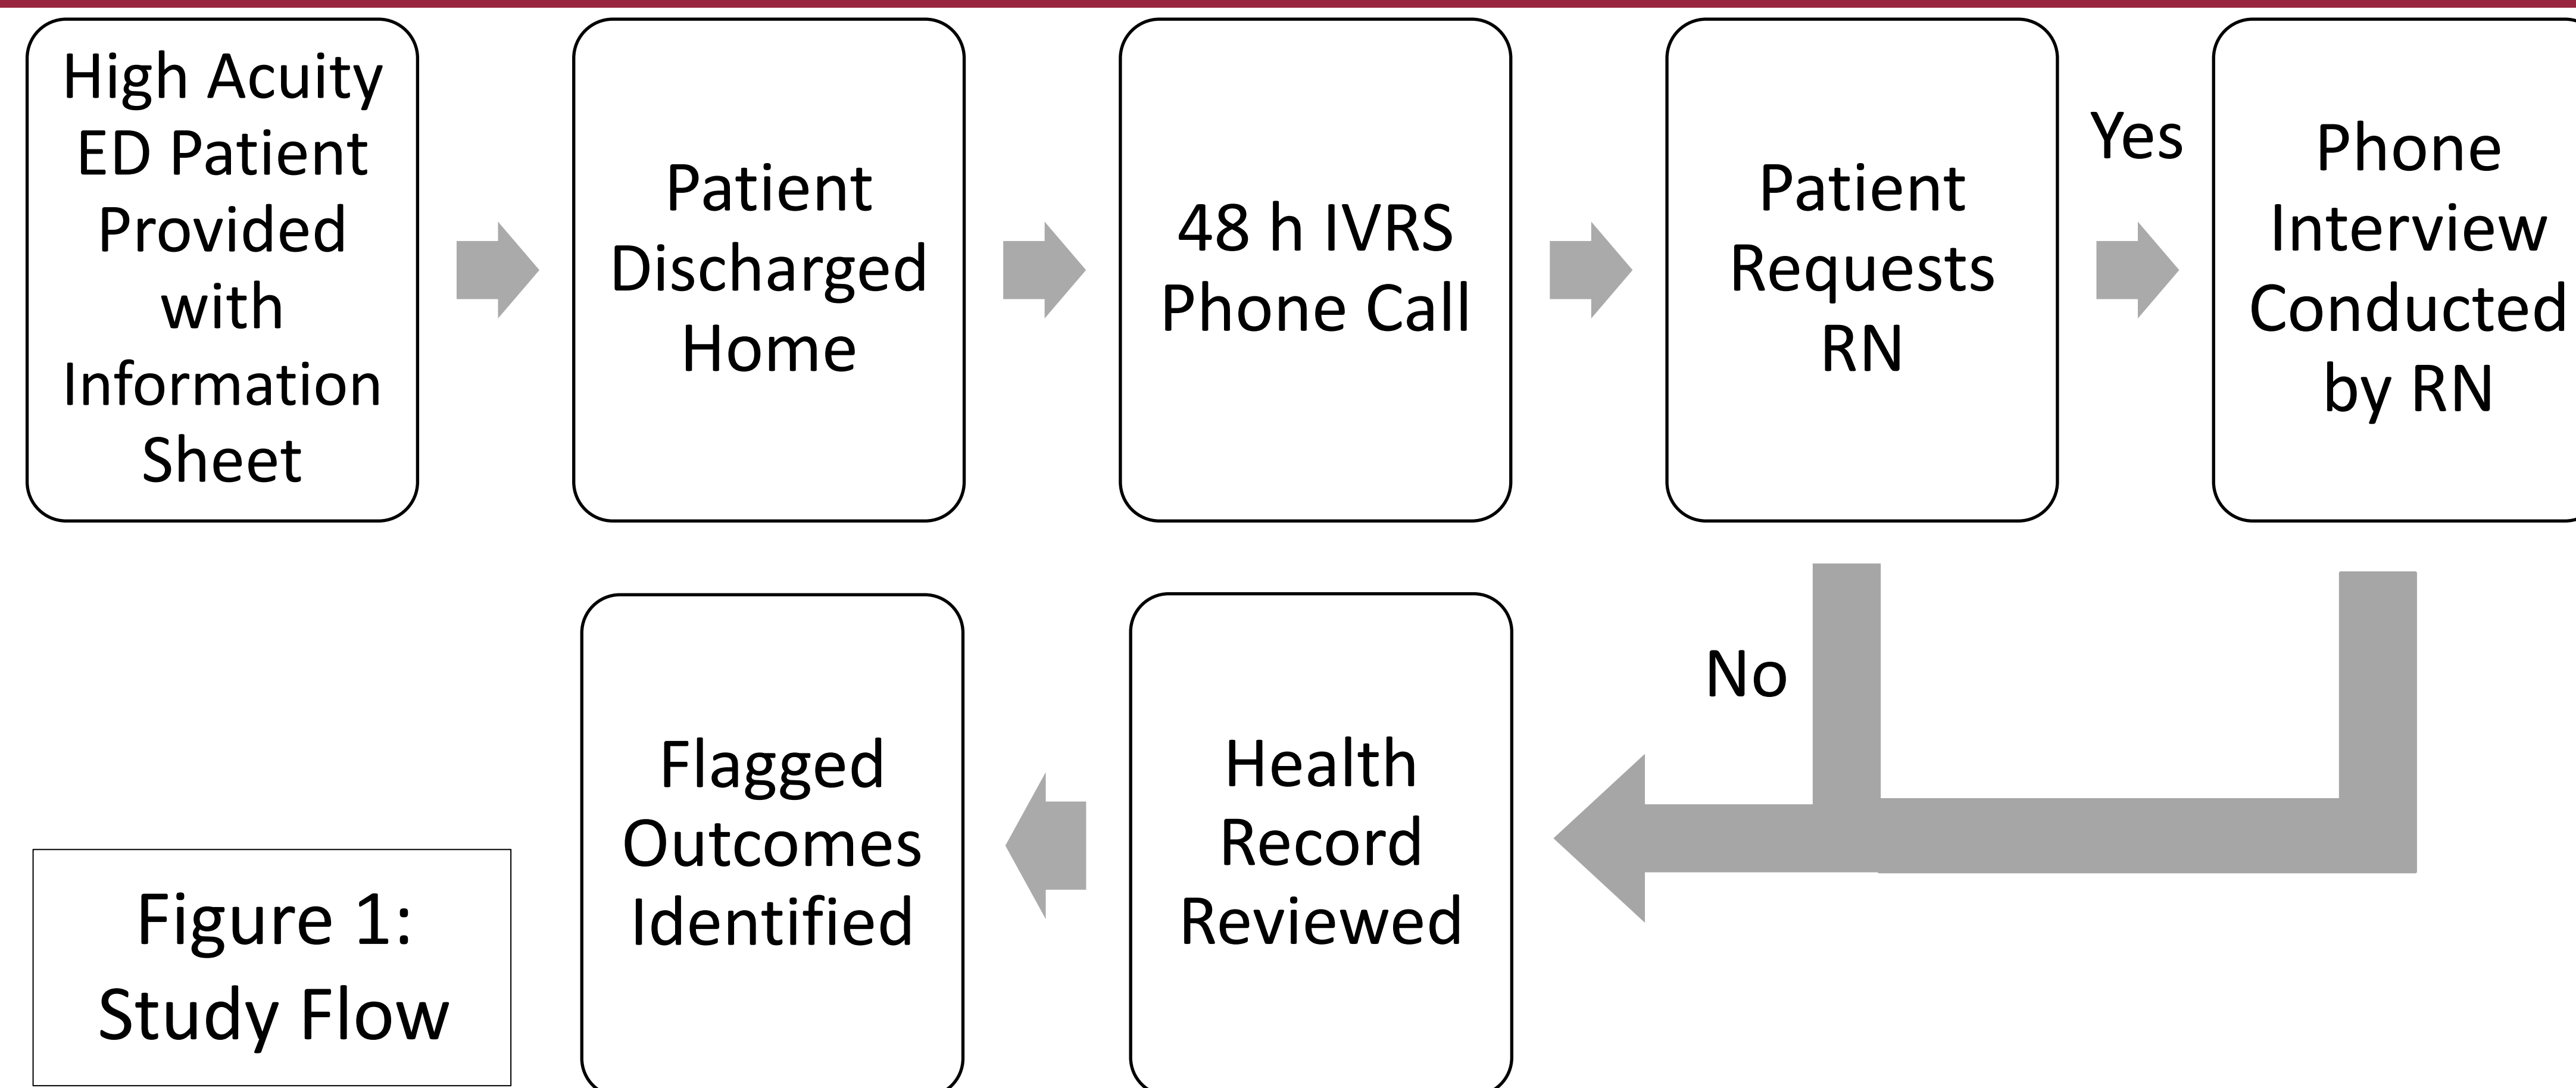 High Acuity
ED Patient
Provided
with
Information
Sheet
Patient
Discharged
Home
48 h IVRS
Phone Call
Patient
Requests
RN
Yes
Phone
Interview
Conducted
by RN
No
Health
Record
Reviewed
Flagged
Outcomes
Identified
Figure 1:
Study Flow